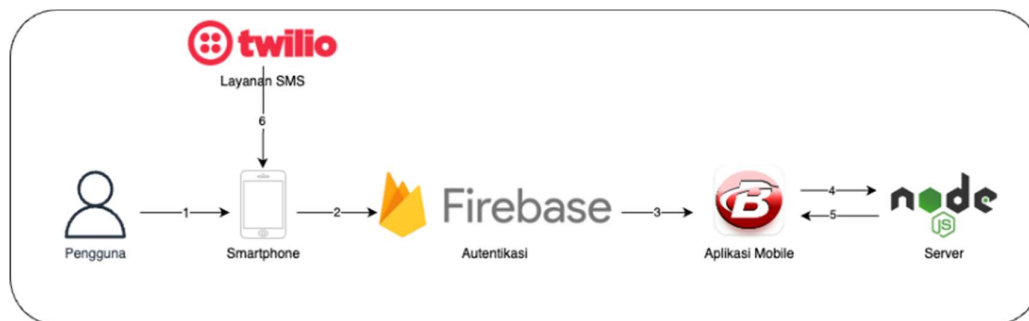 twilio
Layanan SMS
6
1
2
Firebase
3
B
4
5
node
JS
Pengguna
Smartphone
Autentikasi
Aplikasi Mobile
Server